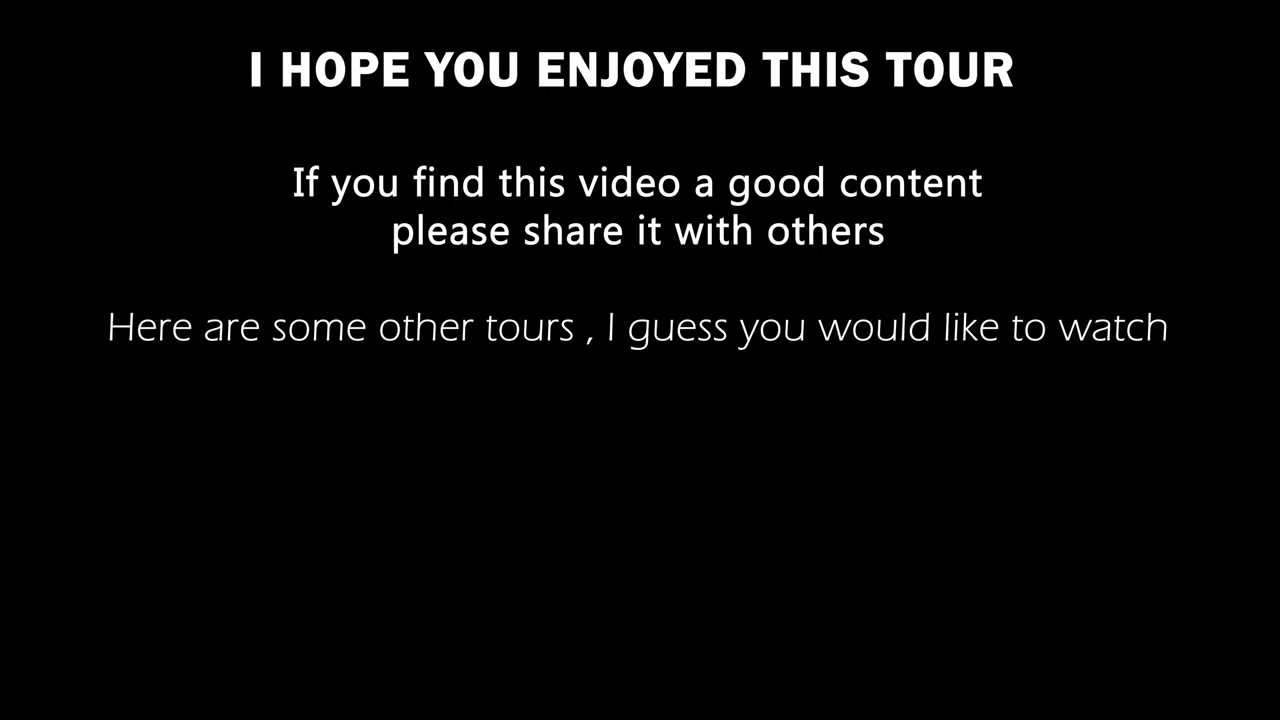 I HOPE YOU ENJOYED THIS TOUR
If you find this video a good content
please share it with others
Here are some other tours , I guess you would like to watch